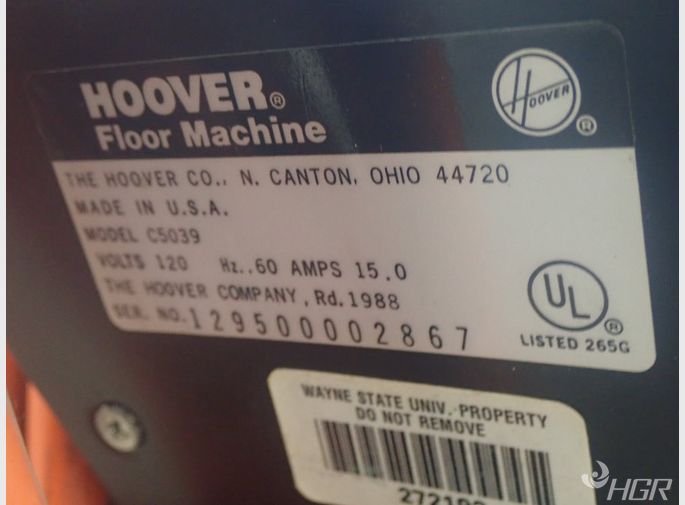 HOOVER®
Floor Machine
HOOVER ®
THE HOOVER CO., N. CANTON, OHIO 44720
MADE IN U.S.A.
MODEL C5039
VOLTS 120 Hz..60 AMPS 15.0
THE HOOVER COMPANY, Rd.1988
SER. NO. 129500002867
UL ®
LISTED 265G
WAYNE STATE UNIV. PROPERTY
DO NOT REMOVE
HGR